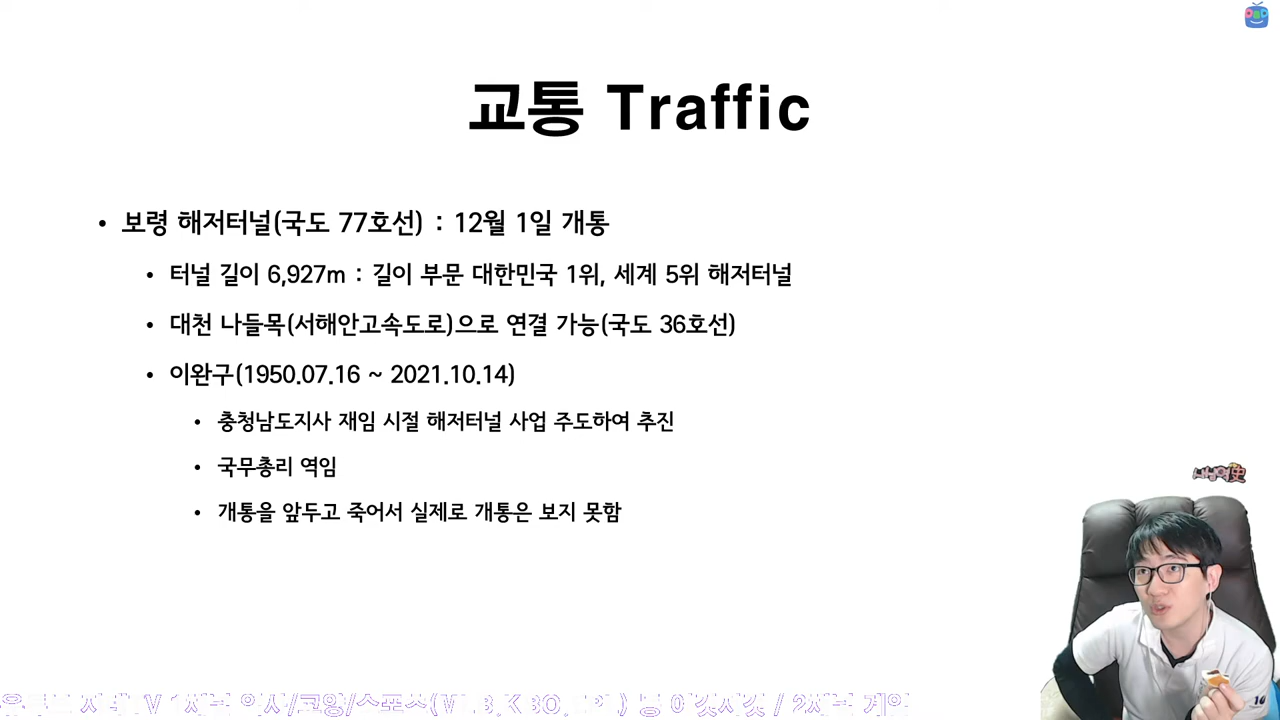 교통 Traffic
• 보령 해저터널(국도 77호선) : 12월 1일 개통
• 터널 길이 6,927m : 길이 부문 대한민국 1위, 세계 5위 해저터널
• 대천 나들목(서해안고속도로)으로 연결 가능(국도 36호선)
• 이완구(1950.07.16 ~ 2021.10.14)
• 충청남도지사 재임 시절 해저터널 사업 주도하여 추진
• 국무총리 역임
• 개통을 앞두고 죽어서 실제로 개통은 보지 못함